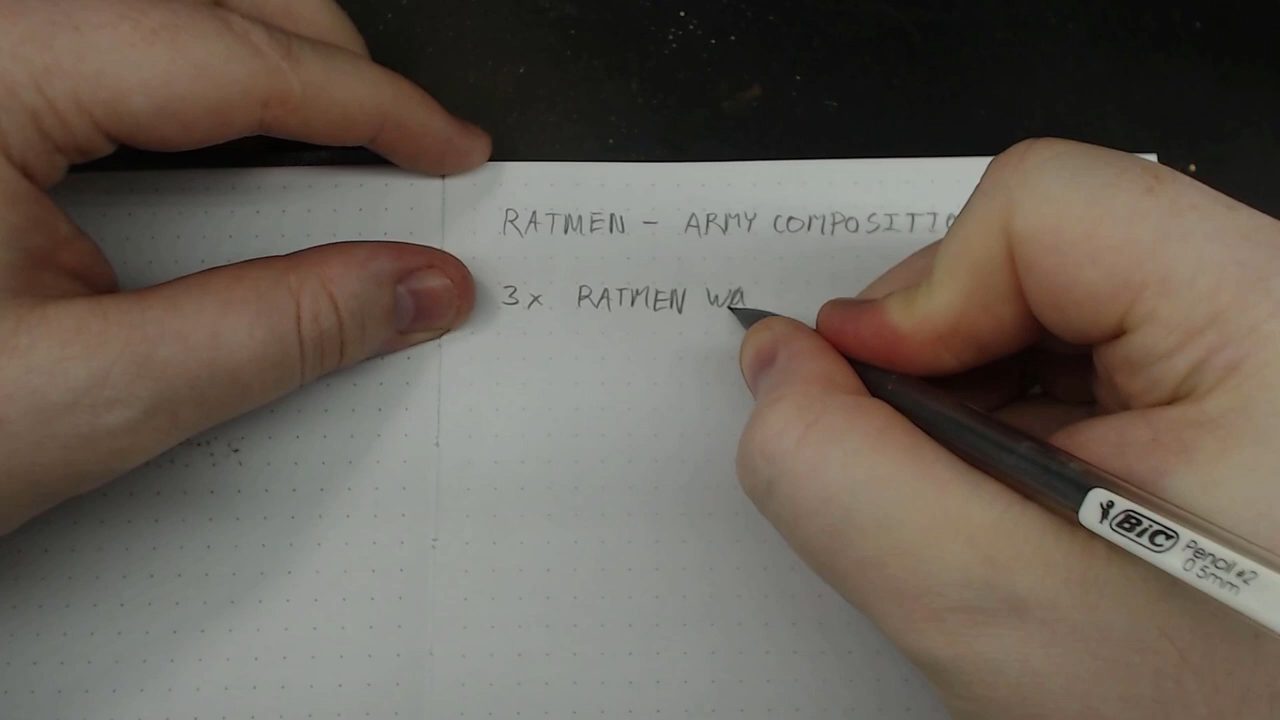 RATMEN - ARMY COMPOSITIO
3x RATMEN Wa
BiC
Pencil #2
0.5mm